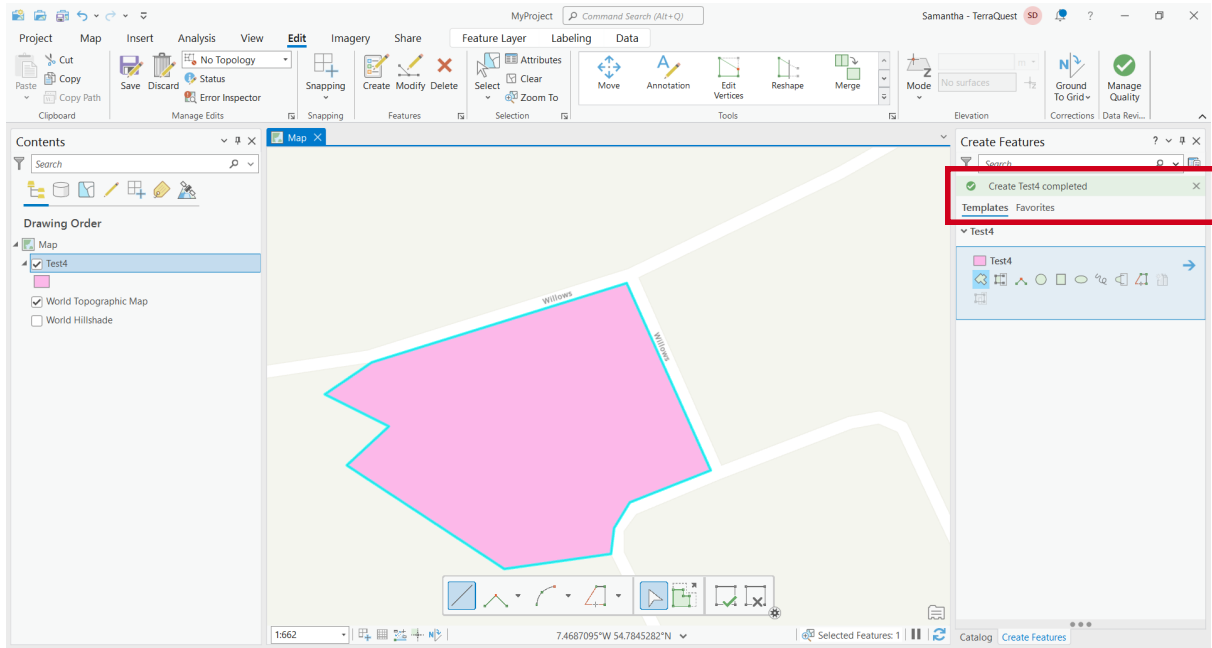 MyProject
Command Search (Alt+Q)
Samantha - TerraQuest
SD
?
Project Map Insert Analysis View Edit Imagery Share Feature Layer Labeling Data
Paste
Cut
Copy
Copy Path
Clipboard
Save Discard
No Topology
Status
Error Inspector
Manage Edits
Snapping
Snapping
Create Modify Delete
Features
Select
Attributes
Clear
Zoom To
Selection
Move
Annotation
Edit
Vertices
Reshape
Merge
Tools
Mode
No surfaces
m
Elevation
Ground
To Grid
Corrections
Manage
Quality
Data Revi...
Contents
Search
Drawing Order
Map
Test4
World Topographic Map
World Hillshade
Map
Willows
Willows
1:662
7.4687095°W 54.7845282°N
Selected Features: 1
Create Features
?
Search
Create Test4 completed
Templates Favorites
Test4
Test4
Catalog Create Features